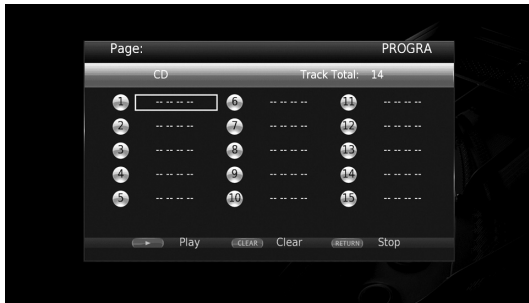 Page: PROGRA
CD Track Total: 14
1 -- -- -- -- 6 -- -- -- -- 11 -- -- -- --
2 -- -- -- -- 7 -- -- -- -- 12 -- -- -- --
3 -- -- -- -- 8 -- -- -- -- 13 -- -- -- --
4 -- -- -- -- 9 -- -- -- -- 14 -- -- -- --
5 -- -- -- -- 10 -- -- -- -- 15 -- -- -- --
Play CLEAR Clear RETURN Stop